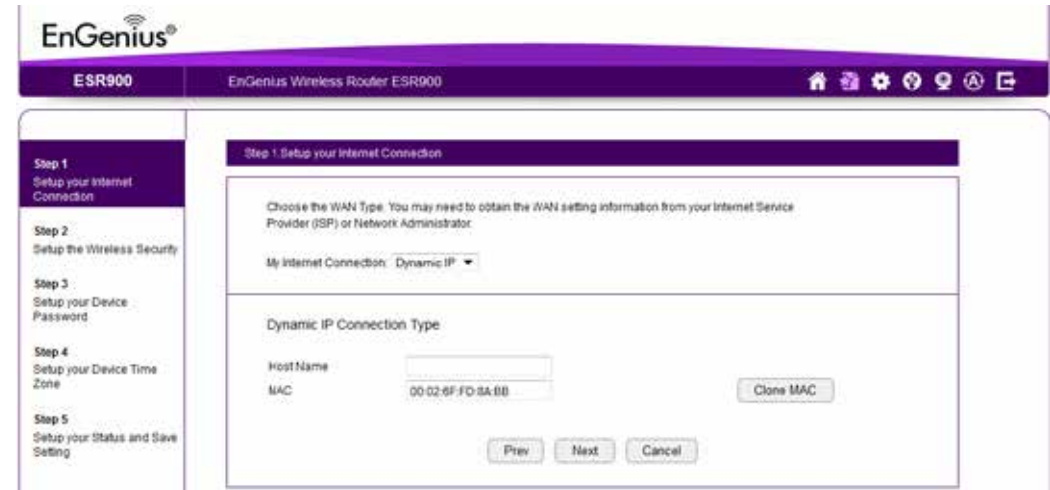 EnGenius®
ESR900
EnGenius Wireless Router ESR900
Step 1
Setup your Internet
Connection
Step 2
Setup the Wireless Security
Step 3
Setup your Device
Password
Step 4
Setup your Device Time
Zone
Step 5
Setup your Status and Save
Setting
Step 1.Setup your Internet Connection
Choose the WAN Type. You may need to obtain the WAN setting information from your Internet Service
Provider (ISP) or Network Administrator.
My Internet Connection: Dynamic IP
Dynamic IP Connection Type
Host Name
MAC 00:02:6F:FD:8A:BB Clone MAC
Prev Next Cancel